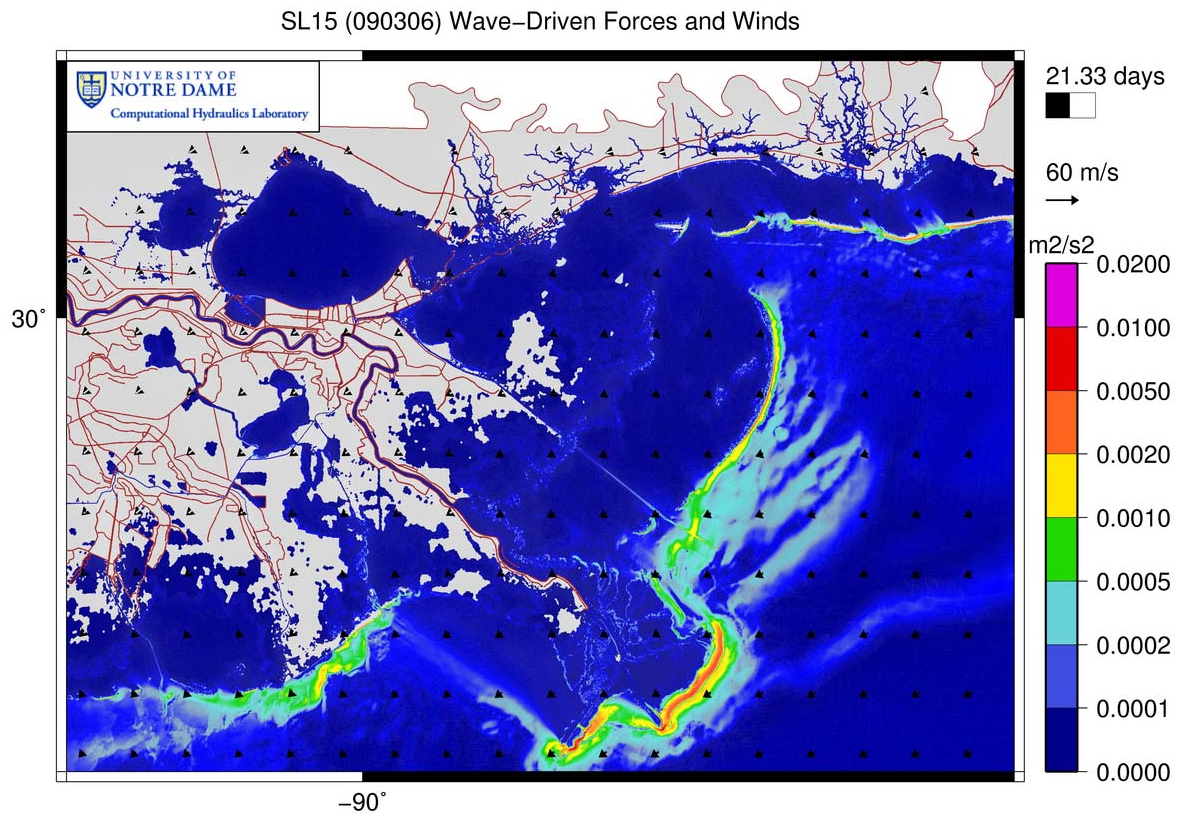 SL15 (090306) Wave−Driven Forces and Winds
UNIVERSITY OF
NOTRE DAME
Computational Hydraulics Laboratory
21.33 days
60 m/s
m2/s2
0.0200
0.0100
0.0050
0.0020
0.0010
0.0005
0.0002
0.0001
0.0000
30˚
−90˚